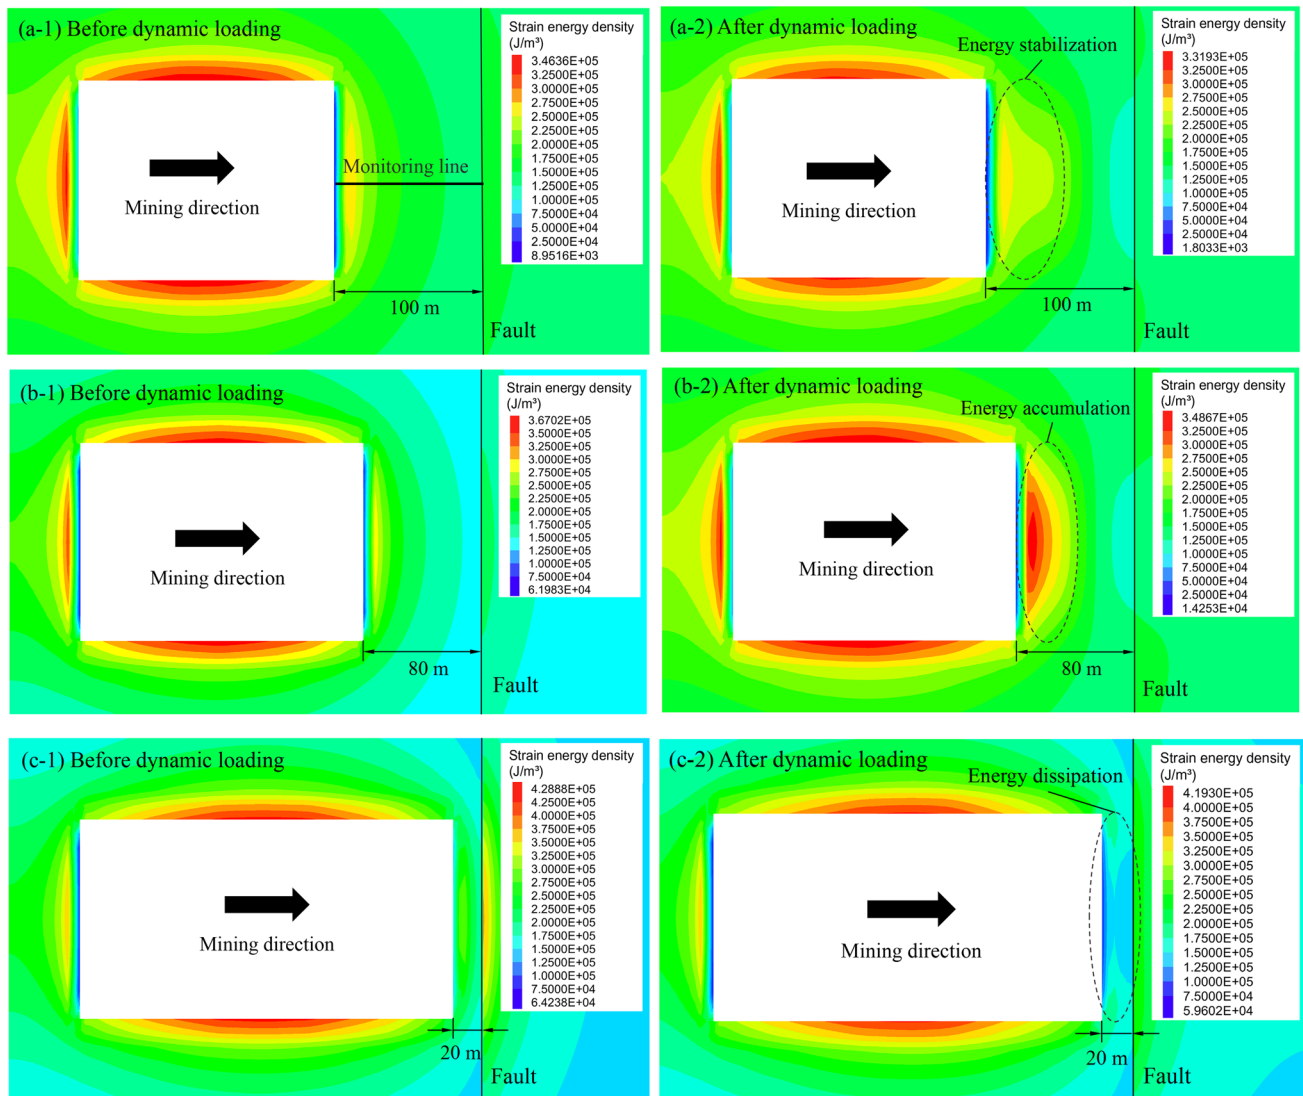 (a-1) Before dynamic loading
Strain energy density
(J/m³)
3.4636E+05
3.2500E+05
3.0000E+05
2.7500E+05
2.5000E+05
2.2500E+05
2.0000E+05
1.7500E+05
1.5000E+05
1.2500E+05
1.0000E+05
7.5000E+04
5.0000E+04
2.5000E+04
8.9516E+03
Monitoring line
Mining direction
100 m
Fault
(a-2) After dynamic loading
Energy stabilization
Strain energy density
(J/m³)
3.3193E+05
3.2500E+05
3.0000E+05
2.7500E+05
2.5000E+05
2.2500E+05
2.0000E+05
1.7500E+05
1.5000E+05
1.2500E+05
1.0000E+05
7.5000E+04
5.0000E+04
2.5000E+04
1.8033E+03
Mining direction
100 m
Fault
(b-1) Before dynamic loading
Strain energy density
(J/m³)
3.6702E+05
3.5000E+05
3.2500E+05
3.0000E+05
2.7500E+05
2.5000E+05
2.2500E+05
2.0000E+05
1.7500E+05
1.5000E+05
1.2500E+05
1.0000E+05
7.5000E+04
6.1983E+04
Mining direction
80 m
Fault
(b-2) After dynamic loading
Energy accumulation
Strain energy density
(J/m³)
3.4867E+05
3.2500E+05
3.0000E+05
2.7500E+05
2.5000E+05
2.2500E+05
2.0000E+05
1.7500E+05
1.5000E+05
1.2500E+05
1.0000E+05
7.5000E+04
5.0000E+04
2.5000E+04
1.4253E+04
Mining direction
80 m
Fault
(c-1) Before dynamic loading
Strain energy density
(J/m³)
4.2888E+05
4.2500E+05
4.0000E+05
3.7500E+05
3.5000E+05
3.2500E+05
3.0000E+05
2.7500E+05
2.5000E+05
2.2500E+05
2.0000E+05
1.7500E+05
1.5000E+05
1.2500E+05
1.0000E+05
7.5000E+04
6.4238E+04
Mining direction
20 m
Fault
(c-2) After dynamic loading
Energy dissipation
Strain energy density
(J/m³)
4.1930E+05
4.0000E+05
3.7500E+05
3.5000E+05
3.2500E+05
3.0000E+05
2.7500E+05
2.5000E+05
2.2500E+05
2.0000E+05
1.7500E+05
1.5000E+05
1.2500E+05
1.0000E+05
7.5000E+04
5.9602E+04
Mining direction
20 m
Fault